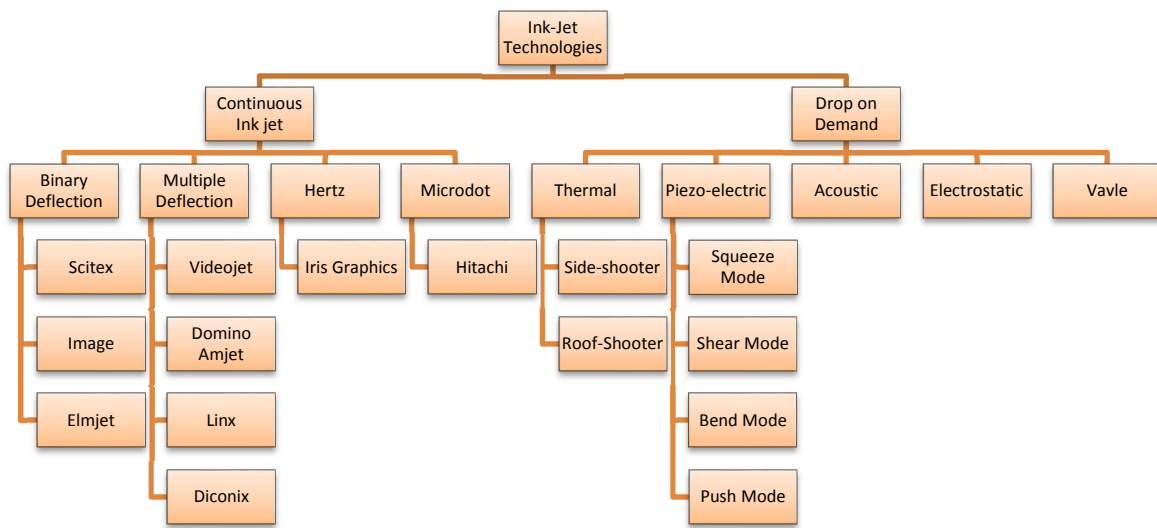 Ink-Jet
Technologies
Continuous
Ink jet
Drop on
Demand
Binary
Deflection
Multiple
Deflection
Hertz
Microdot
Thermal
Piezo-electric
Acoustic
Electrostatic
Vavle
Scitex
Videojet
Iris Graphics
Hitachi
Side-shooter
Squeeze
Mode
Image
Domino
Amjet
Roof-Shooter
Shear Mode
Elmjet
Linx
Bend Mode
Diconix
Push Mode